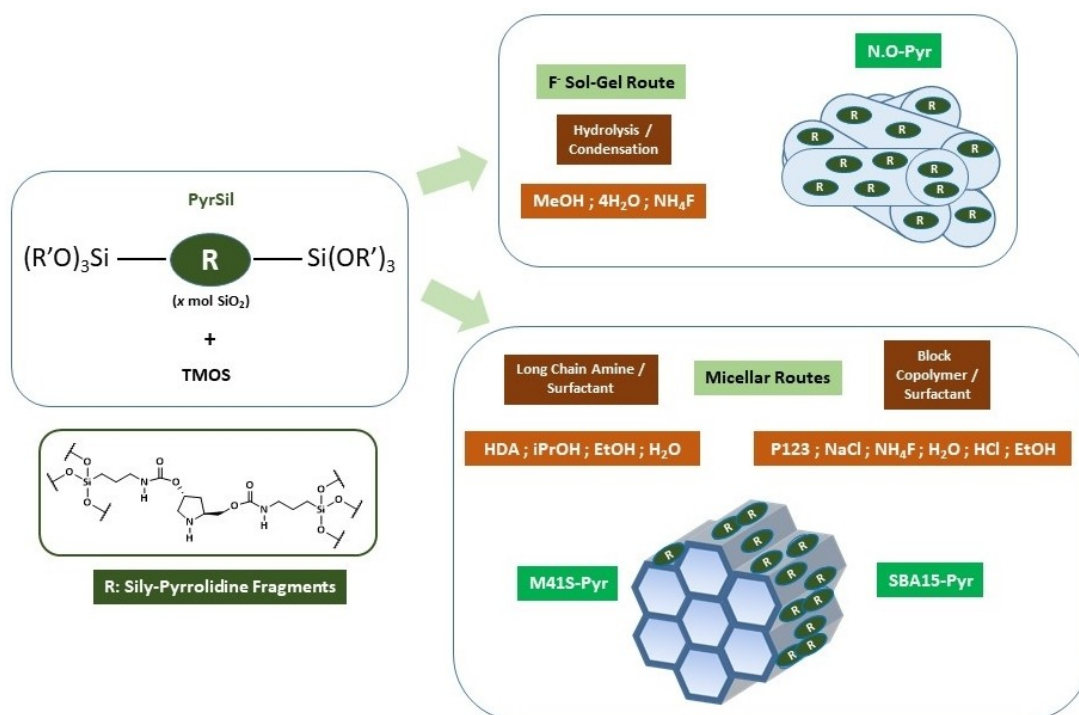 PyrSil
(R'O)₃Si
R
Si(OR')₃
(x mol SiO₂)
+
TMOS
O
O
Si
O
N
H
O
O
N
H
O
O
N
H
O
Si
O
O
R: Sily-Pyrrolidine Fragments
F⁻ Sol-Gel Route
Hydrolysis /
Condensation
MeOH ; 4H₂O ; NH₄F
N.O-Pyr
R
R
R
R
R
R
R
R
R
R
R
R
R
Long Chain Amine /
Surfactant
Micellar Routes
Block
Copolymer /
Surfactant
HDA ; iPrOH ; EtOH ; H₂O
P123 ; NaCl ; NH₄F ; H₂O ; HCl ; EtOH
M41S-Pyr
R
R
R
R
R
R
R
R
R
R
R
R
R
SBA15-Pyr